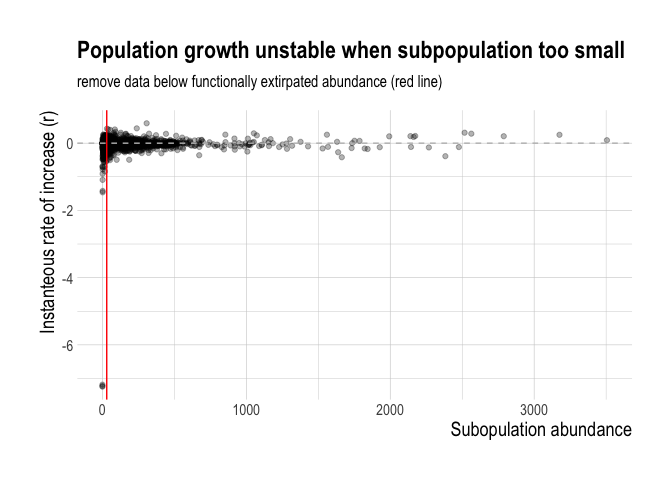 Population growth unstable when subpopulation too small
remove data below functionally extirpated abundance (red line)
Instanteous rate of increase (r)
0
-2
-4
-6
0 1000 2000 3000
Subopulation abundance